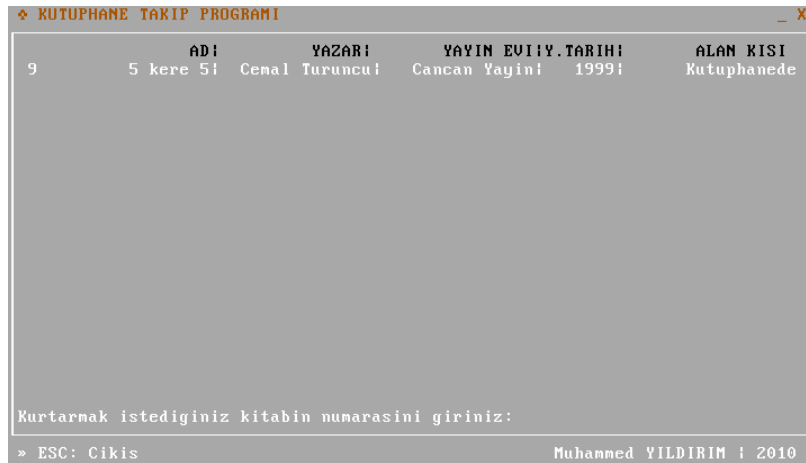 KUTUPHANE TAKIP PROGRAMI _ X
AD¦ YAZAR¦ YAYIN EVI¦Y.TARIH¦ ALAN KISI
9 5 kere 5¦ Cemal Turuncu¦ Cancan Yayin¦ 1999¦ Kutuphanede
Kurtarmak istediginiz kitabin numarasini giriniz:
» ESC: Cikis Muhammed YILDIRIM ¦ 2010